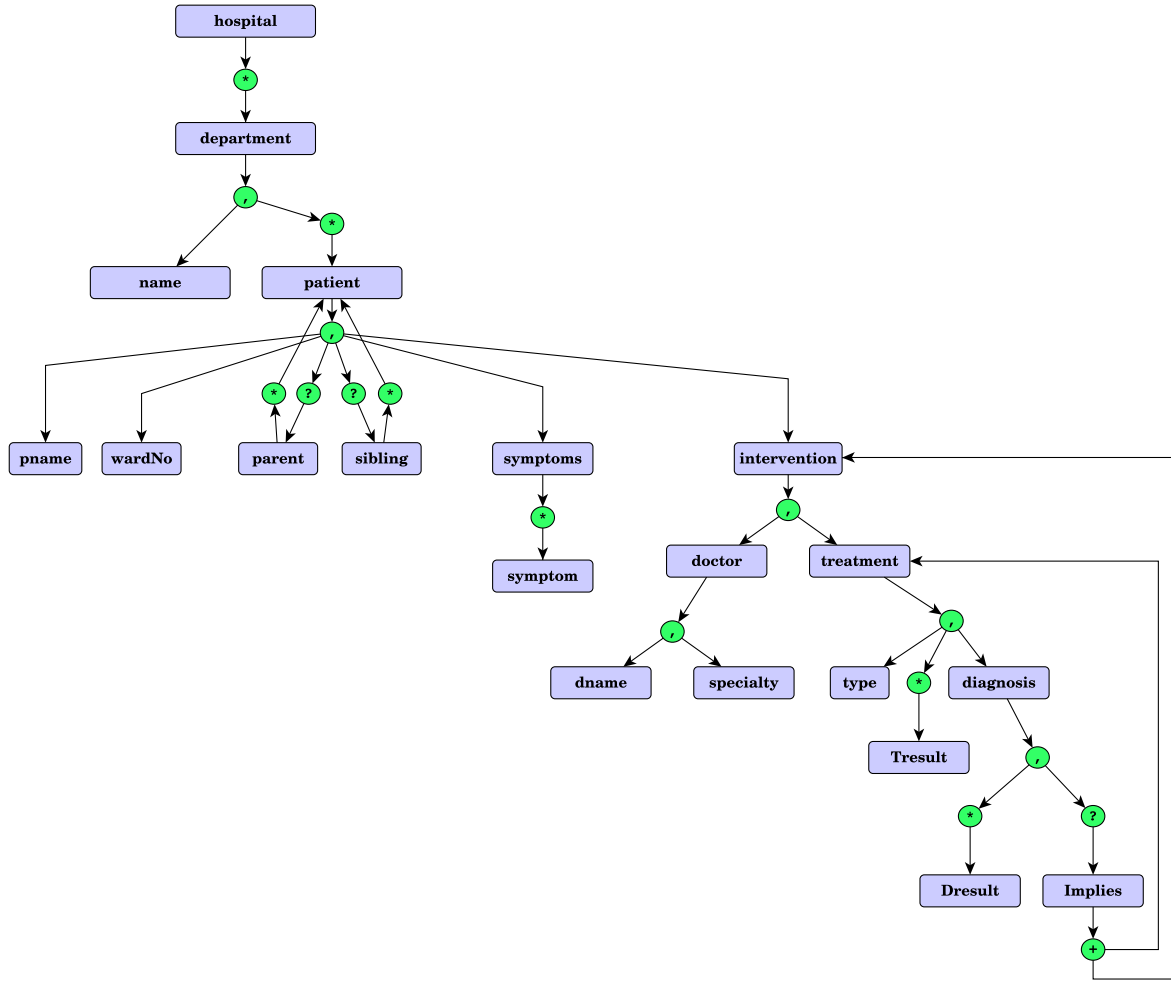 hospital
*
department
,
*
name
patient
,
*
?
?
*
pname
wardNo
parent
sibling
symptoms
intervention
*
,
doctor
treatment
symptom
,
,
dname
specialty
type
*
diagnosis
Tresult
,
*
?
Dresult
Implies
+